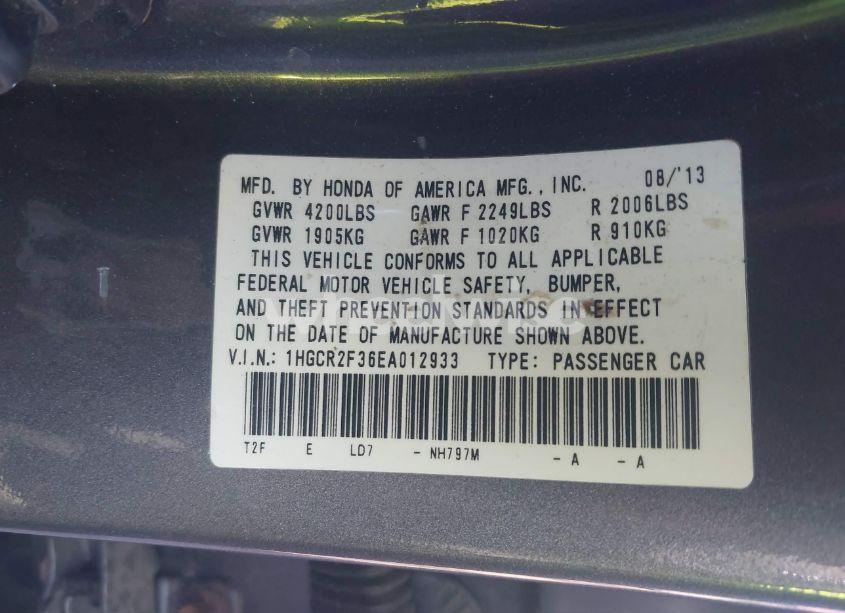 MFD. BY HONDA OF AMERICA MFG., INC. 08/'13
GVWR 4200LBS GAWR F 2249LBS R 2006LBS
GVWR 1905KG GAWR F 1020KG R 910KG
THIS VEHICLE CONFORMS TO ALL APPLICABLE
FEDERAL MOTOR VEHICLE SAFETY, BUMPER,
AND THEFT PREVENTION STANDARDS IN EFFECT
ON THE DATE OF MANUFACTURE SHOWN ABOVE.
V.I.N.: 1HGCR2F36EA012933 TYPE: PASSENGER CAR
T2F E LD7 - NH797M - A - A